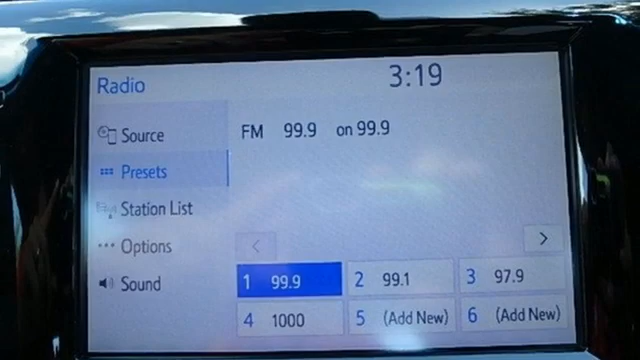 Radio
3:19
Source
FM 99.9 on 99.9
Presets
Station List
Options
Sound
1 99.9
2 99.1
3 97.9
4 1000
5 (Add New)
6 (Add New)